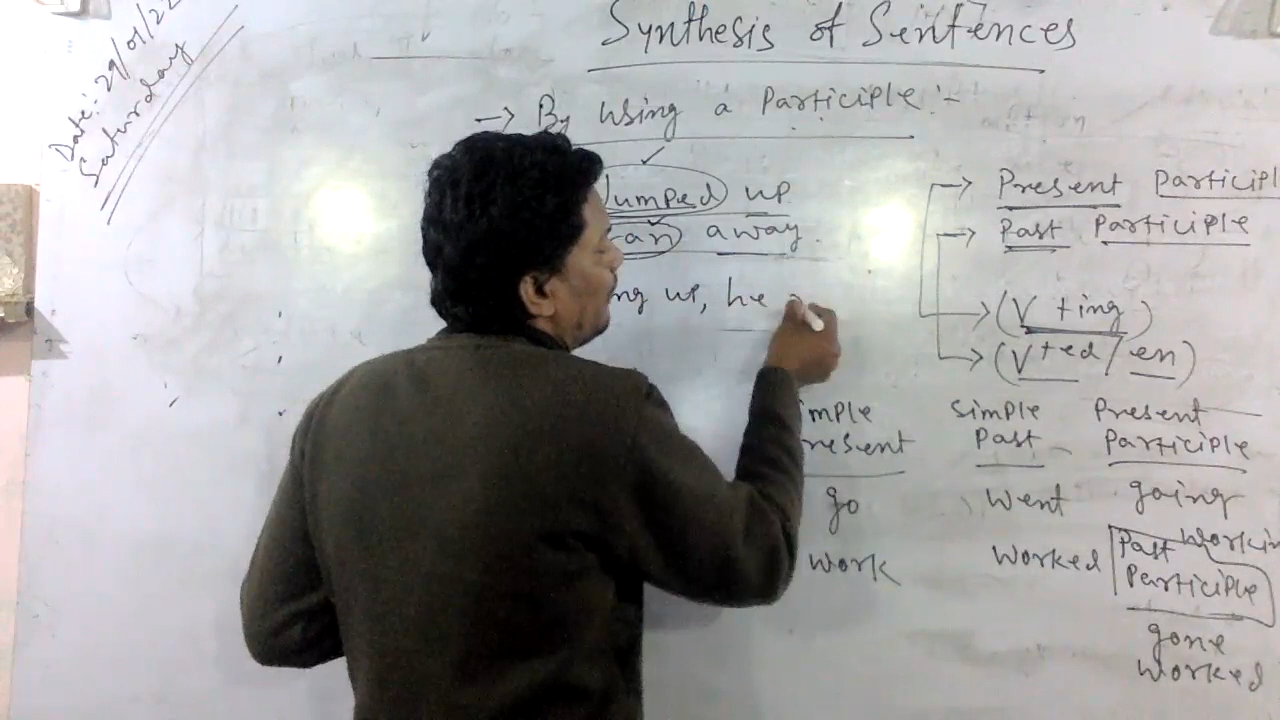 Date:- 29/01/22
Saturday
Synthesis of Sentences
→ By using a Participle :-
Jumped up
ran away.
ng up, he
→ Present Participl
→ Past Participle
→ (V +ing)
→ (V +ed / en)
imple
resent
go
work
Simple
Past
went
worked
Present
Participle
going
workin
Past
Participle
gone
worked